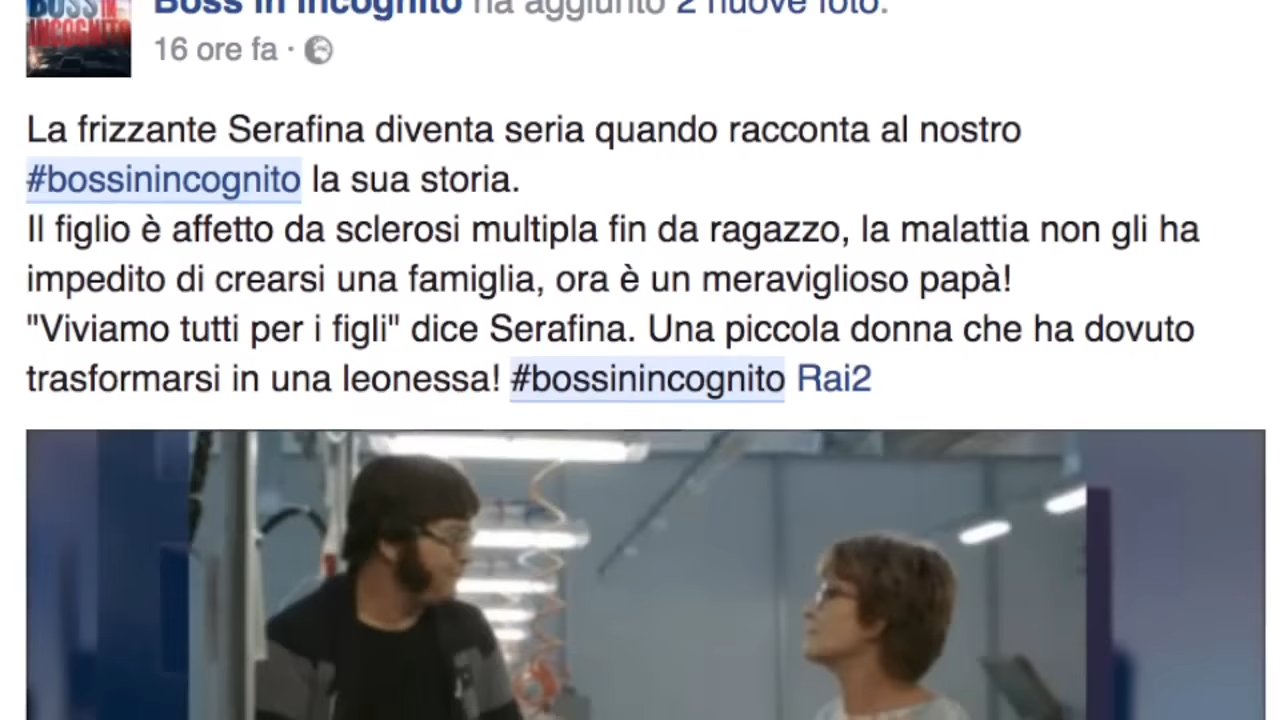 BOSS IN
INCOGNITO
Boss in incognito ha aggiunto 2 nuove foto.
16 ore fa ·
La frizzante Serafina diventa seria quando racconta al nostro
#bossinincognito la sua storia.
Il figlio è affetto da sclerosi multipla fin da ragazzo, la malattia non gli ha
impedito di crearsi una famiglia, ora è un meraviglioso papà!
"Viviamo tutti per i figli" dice Serafina. Una piccola donna che ha dovuto
trasformarsi in una leonessa! #bossinincognito Rai2